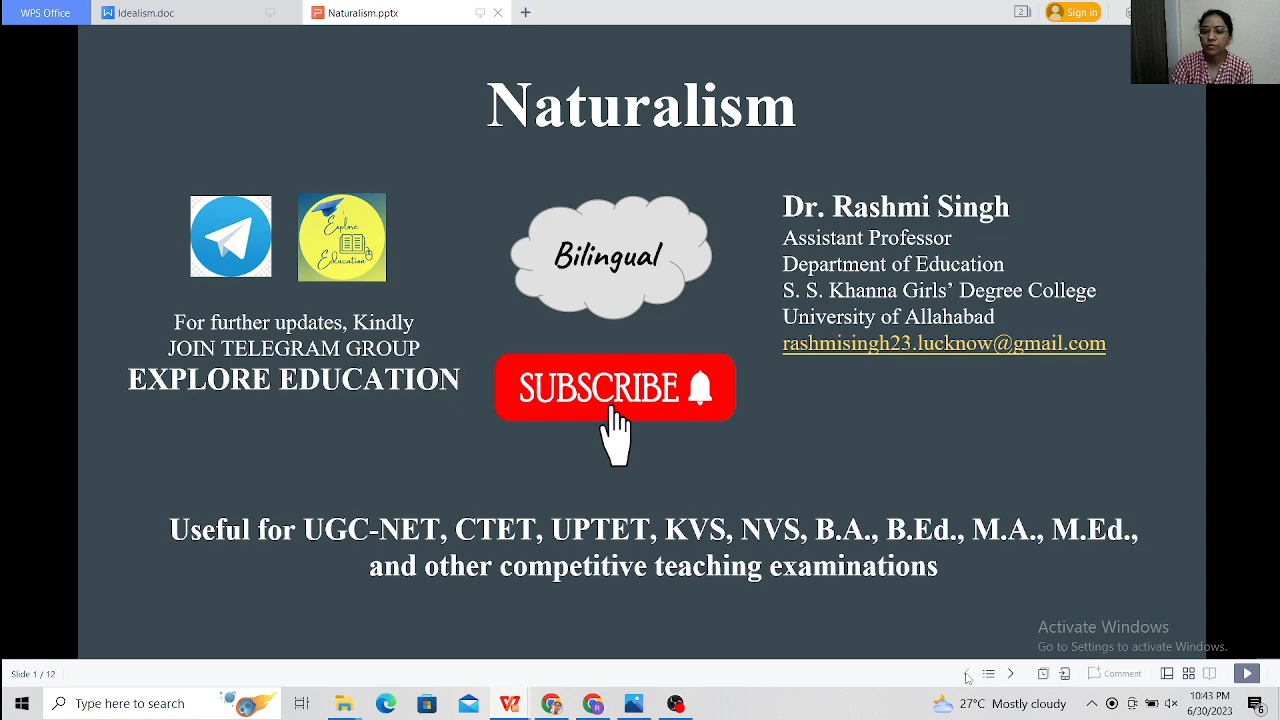 WPS Office
Idealism.doc
Naturalism.pptx
2
Sign in
Naturalism
Explore
Education
For further updates, Kindly
JOIN TELEGRAM GROUP
EXPLORE EDUCATION
Bilingual
SUBSCRIBE
Dr. Rashmi Singh
Assistant Professor
Department of Education
S. S. Khanna Girls’ Degree College
University of Allahabad
rashmisingh23.lucknow@gmail.com
Useful for UGC-NET, CTET, UPTET, KVS, NVS, B.A., B.Ed., M.A., M.Ed.,
and other competitive teaching examinations
Activate Windows
Go to Settings to activate Windows.
Slide 1 / 12
Comment
Type here to search
27°C Mostly cloudy
10:43 PM
6/30/2023
6